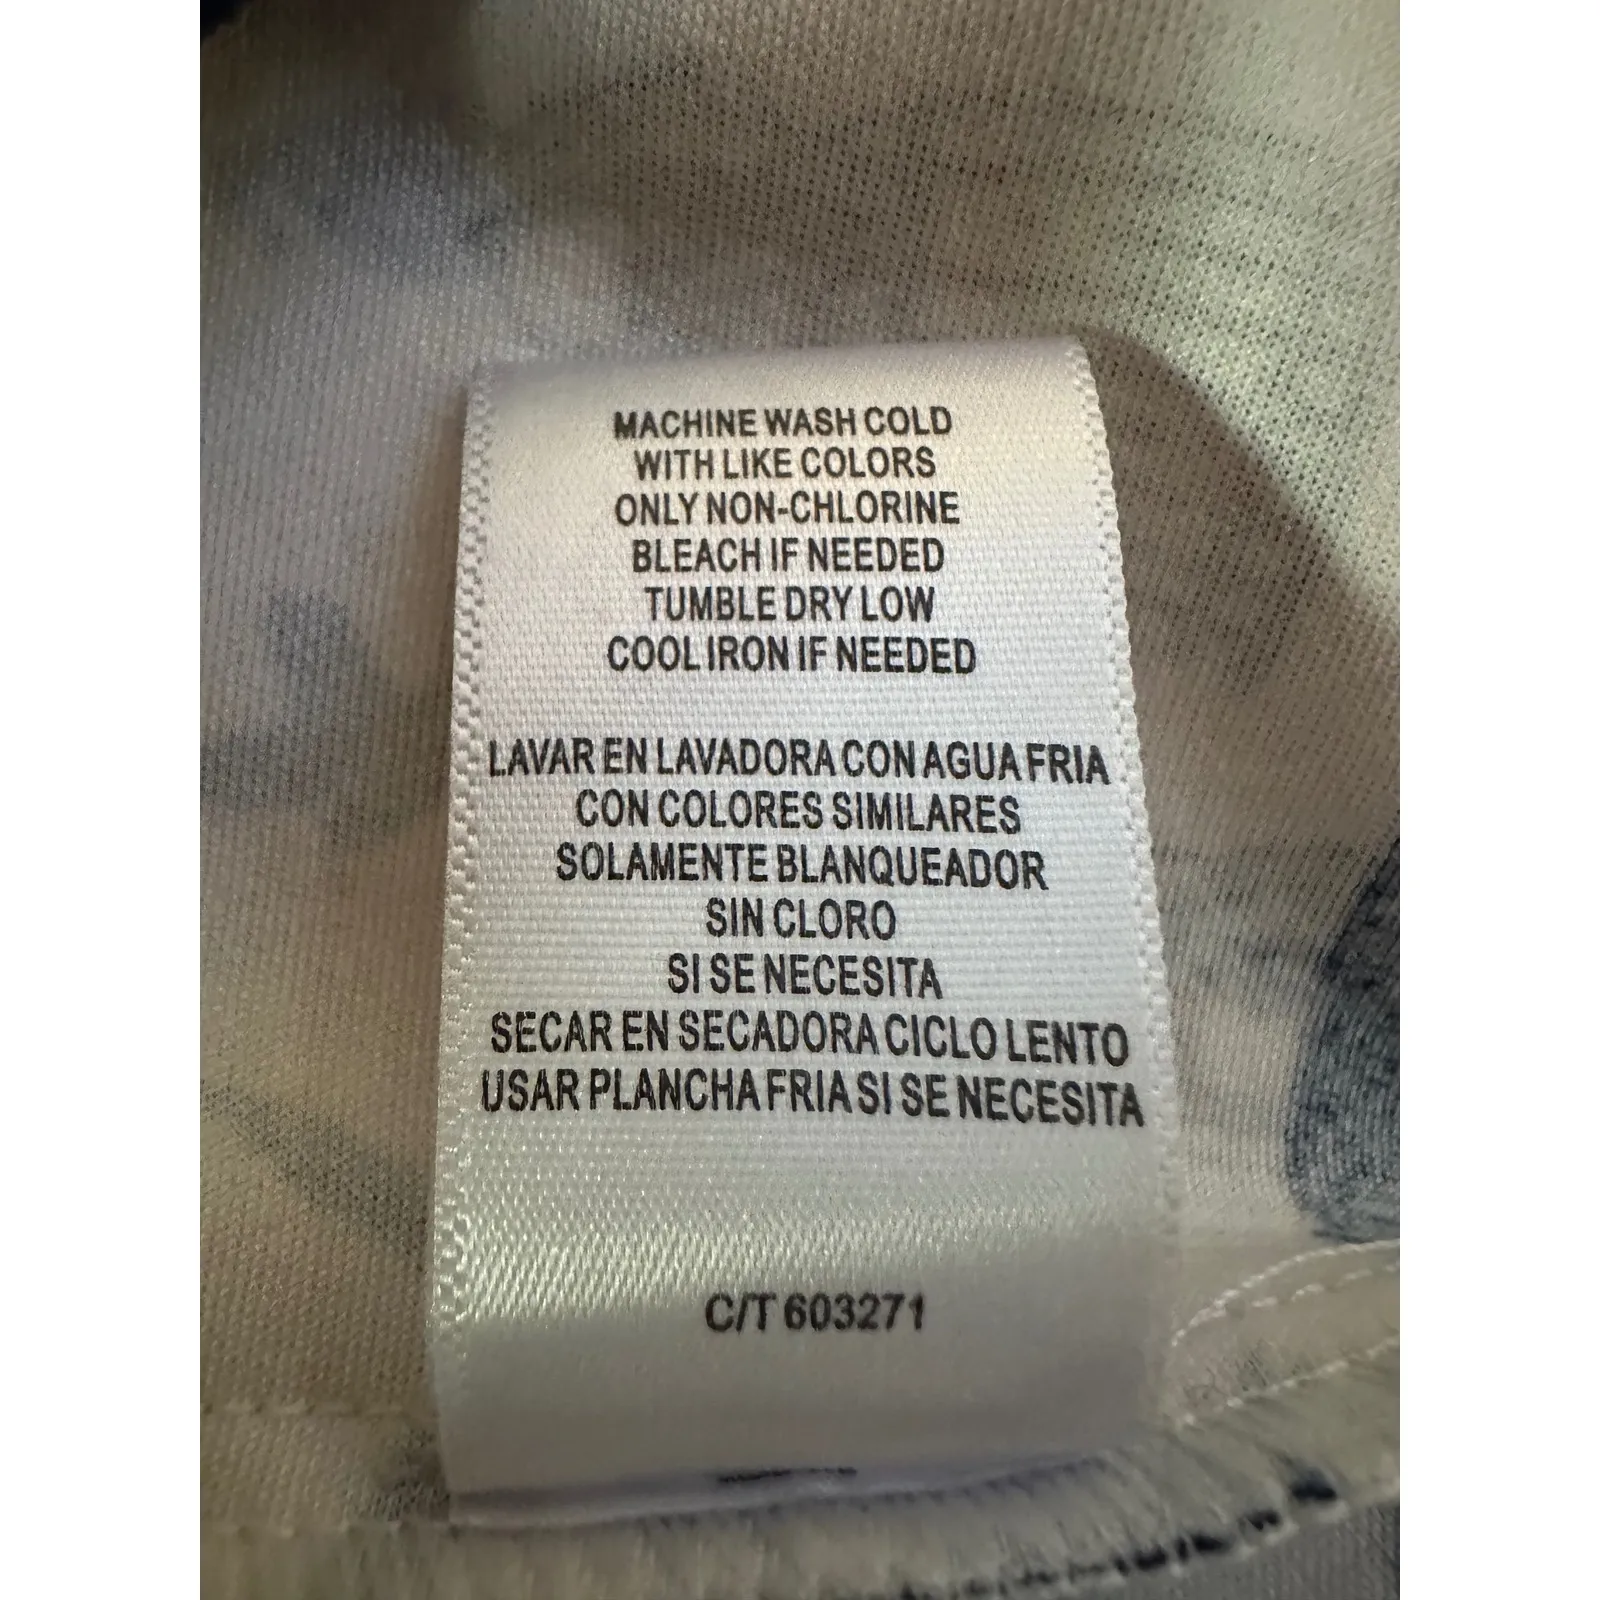 MACHINE WASH COLD
WITH LIKE COLORS
ONLY NON-CHLORINE
BLEACH IF NEEDED
TUMBLE DRY LOW
COOL IRON IF NEEDED
LAVAR EN LAVADORA CON AGUA FRIA
CON COLORES SIMILARES
SOLAMENTE BLANQUEADOR
SIN CLORO
SI SE NECESITA
SECAR EN SECADORA CICLO LENTO
USAR PLANCHA FRIA SI SE NECESITA
C/T 603271